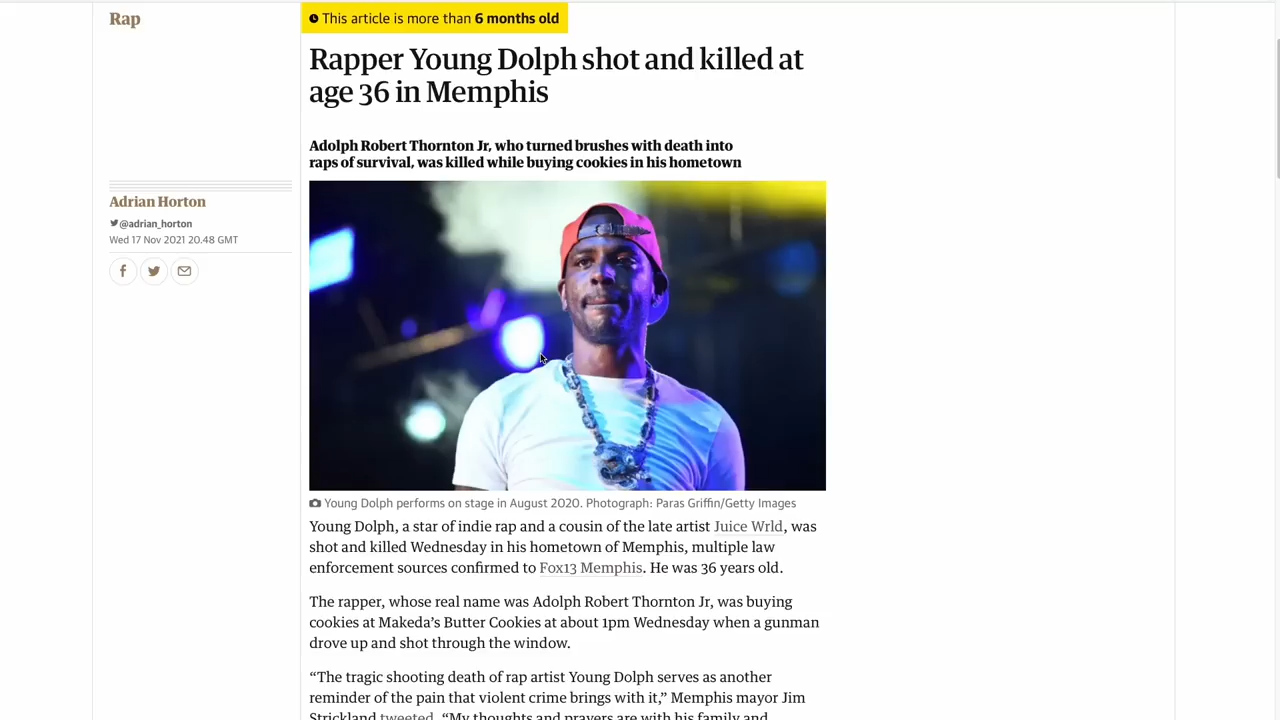 Rap
This article is more than 6 months old
Rapper Young Dolph shot and killed at
age 36 in Memphis
Adolph Robert Thornton Jr, who turned brushes with death into
raps of survival, was killed while buying cookies in his hometown
Adrian Horton
@adrian_horton
Wed 17 Nov 2021 20.48 GMT
Young Dolph performs on stage in August 2020. Photograph: Paras Griffin/Getty Images
Young Dolph, a star of indie rap and a cousin of the late artist Juice Wrld, was
shot and killed Wednesday in his hometown of Memphis, multiple law
enforcement sources confirmed to Fox13 Memphis. He was 36 years old.
The rapper, whose real name was Adolph Robert Thornton Jr, was buying
cookies at Makeda’s Butter Cookies at about 1pm Wednesday when a gunman
drove up and shot through the window.
“The tragic shooting death of rap artist Young Dolph serves as another
reminder of the pain that violent crime brings with it,” Memphis mayor Jim
Strickland tweeted. “My thoughts and prayers are with his family and